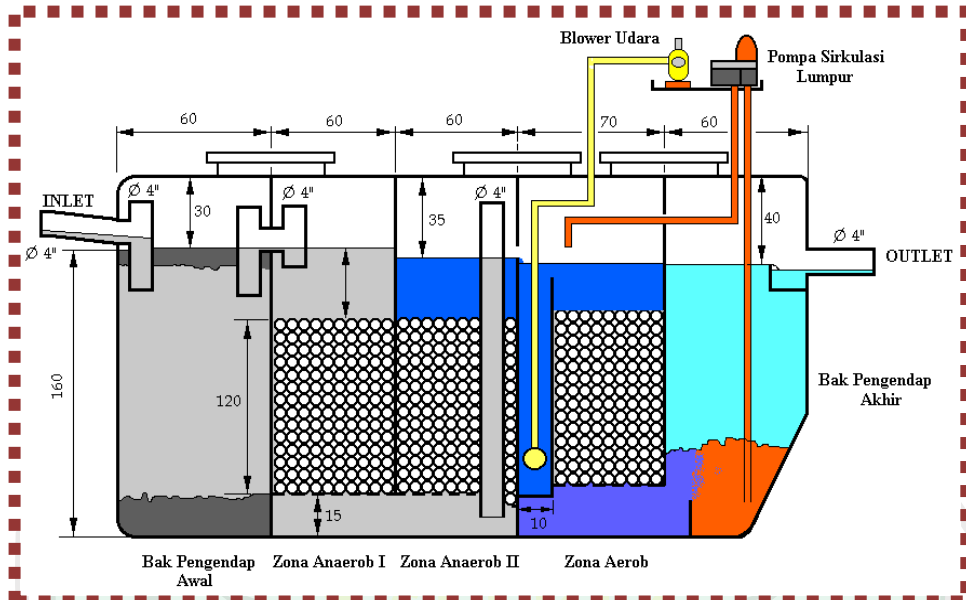 Blower Udara
Pompa Sirkulasi
Lumpur
60
60
60
70
60
INLET
Ø 4"
Ø 4"
Ø 4"
Ø 4"
30
35
40
Ø 4"
OUTLET
160
120
15
10
Bak Pengendap
Akhir
Bak Pengendap
Awal
Zona Anaerob I
Zona Anaerob II
Zona Aerob